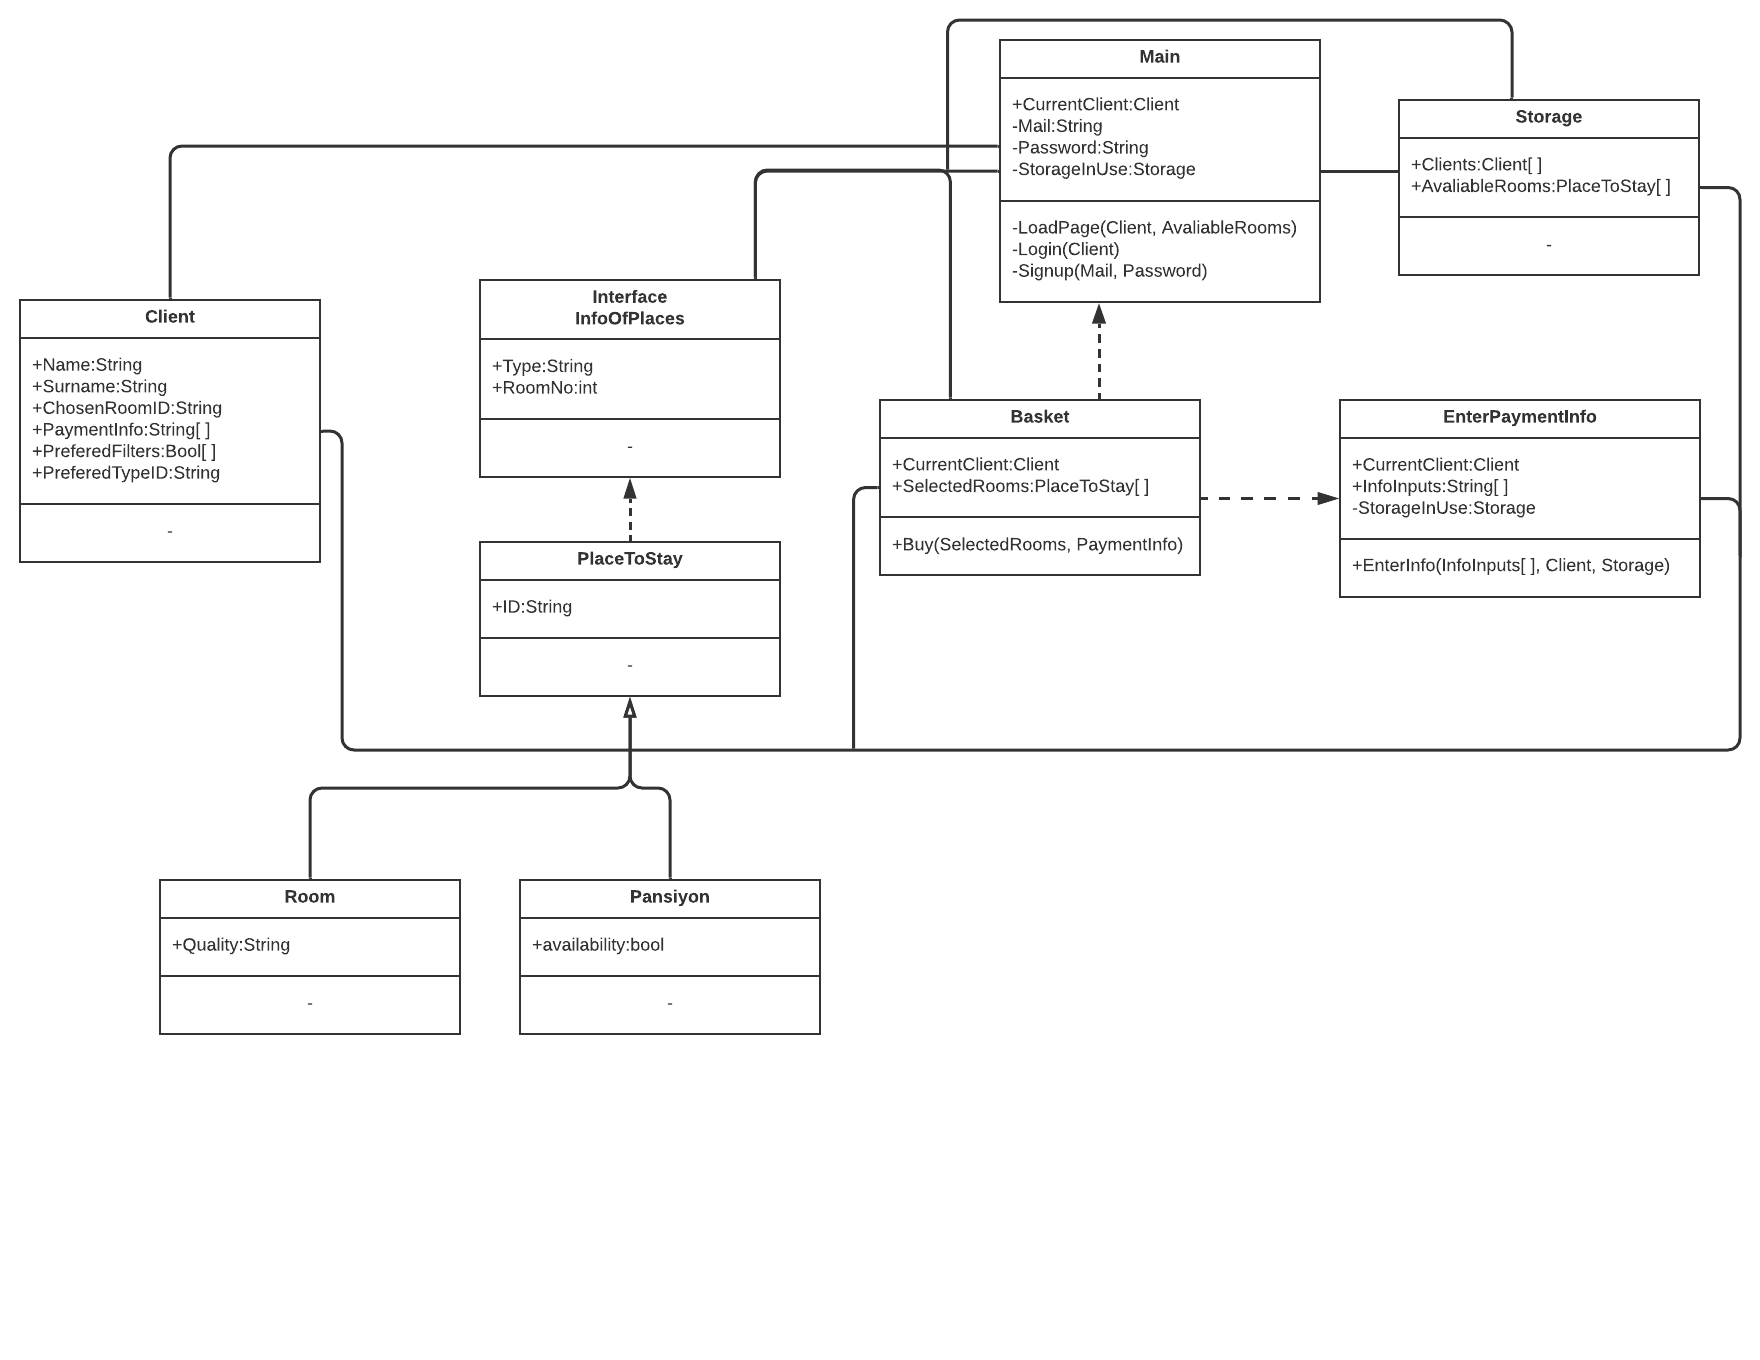 Main
+CurrentClient:Client
-Mail:String
-Password:String
-StorageInUse:Storage
-LoadPage(Client, AvaliableRooms)
-Login(Client)
-Signup(Mail, Password)
Storage
+Clients:Client[ ]
+AvaliableRooms:PlaceToStay[ ]
-
Client
+Name:String
+Surname:String
+ChosenRoomID:String
+PaymentInfo:String[ ]
+PreferedFilters:Bool[ ]
+PreferedTypeID:String
-
Interface
InfoOfPlaces
+Type:String
+RoomNo:int
-
Basket
+CurrentClient:Client
+SelectedRooms:PlaceToStay[ ]
+Buy(SelectedRooms, PaymentInfo)
EnterPaymentInfo
+CurrentClient:Client
+InfoInputs:String[ ]
-StorageInUse:Storage
+EnterInfo(InfoInputs[ ], Client, Storage)
PlaceToStay
+ID:String
-
Room
+Quality:String
-
Pansiyon
+availability:bool
-